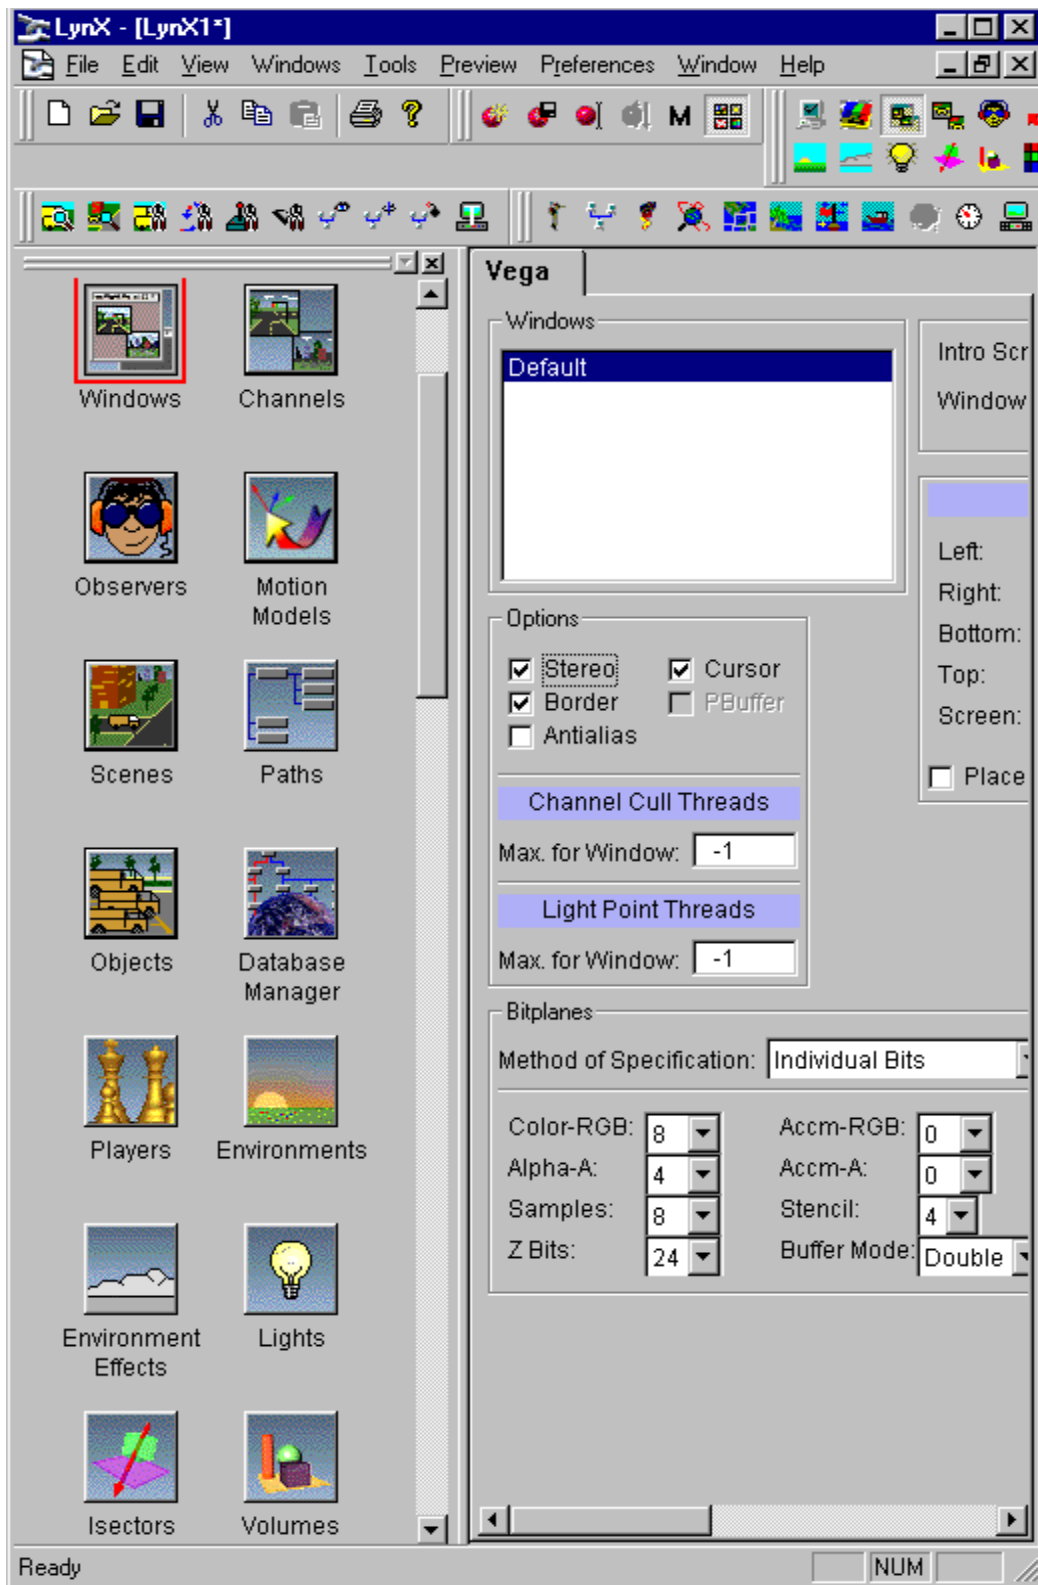 LynX - [LynX1*]
File Edit View Windows Tools Preview Preferences Window Help
M
Vega
Windows
Default
Intro Scr
Window
Left:
Right:
Bottom:
Top:
Screen:
Place
Options
Stereo Cursor
Border PBuffer
Antialias
Channel Cull Threads
Max. for Window: -1
Light Point Threads
Max. for Window: -1
Bitplanes
Method of Specification: Individual Bits
Color-RGB: 8 Accm-RGB: 0
Alpha-A: 4 Accm-A: 0
Samples: 8 Stencil: 4
Z Bits: 24 Buffer Mode: Double
Windows Channels
Observers Motion
Models
Scenes Paths
Objects Database
Manager
Players Environments
Environment Lights
Effects
Isectors Volumes
Ready NUM